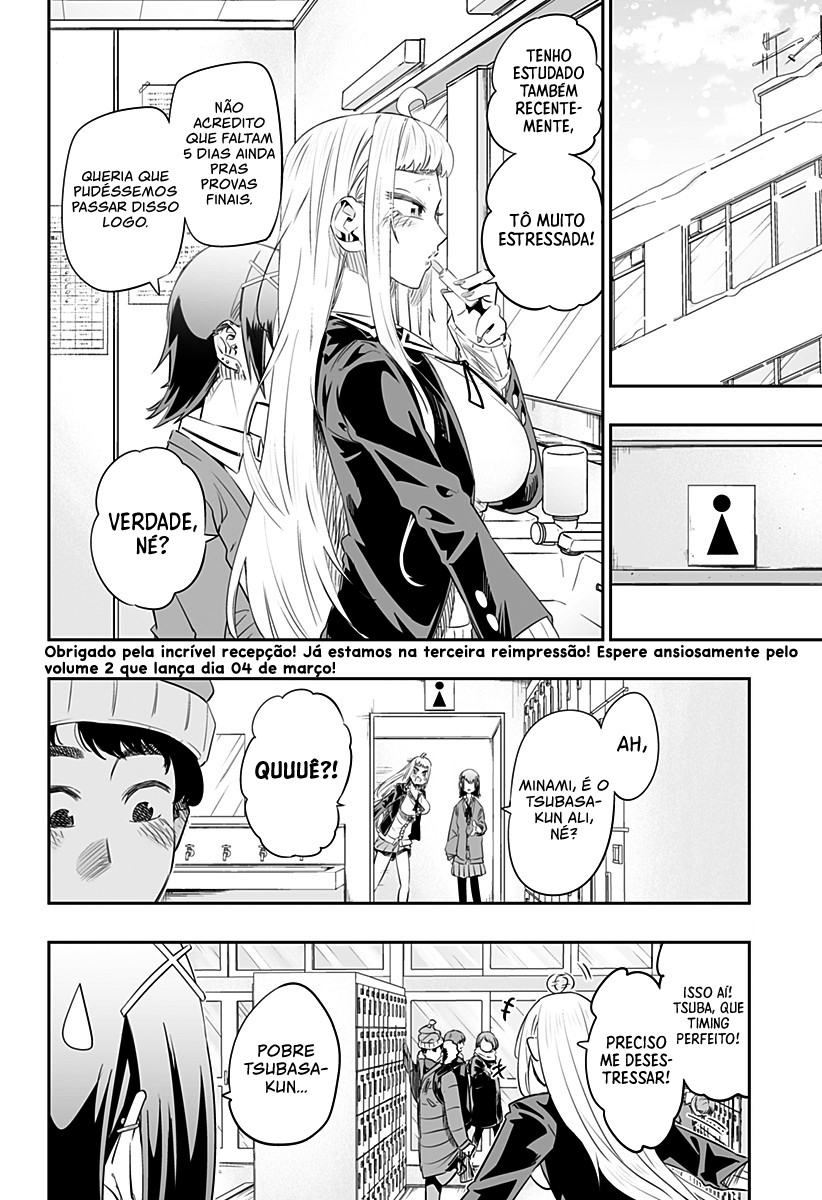 TENHO
ESTUDADO
TAMBÉM
RECENTE-
MENTE,
TÔ MUITO
ESTRESSADA!
NÃO
ACREDITO
QUE FALTAM
5 DIAS AINDA
PRAS
PROVAS
FINAIS.
QUERIA QUE
PUDÉSSEMOS
PASSAR DISSO
LOGO.
VERDADE,
NÉ?
Obrigado pela incrível recepção! Já estamos na terceira reimpressão! Espere ansiosamente pelo
volume 2 que lança dia 04 de março!
AH,
MINAMI, É O
TSUBASA-
KUN ALI,
NÉ?
QUUUÊ?!
ISSO AÍ!
TSUBA, QUE
TIMING
PERFEITO!
PRECISO
ME DESES-
TRESSAR!
POBRE
TSUBASA-
KUN...